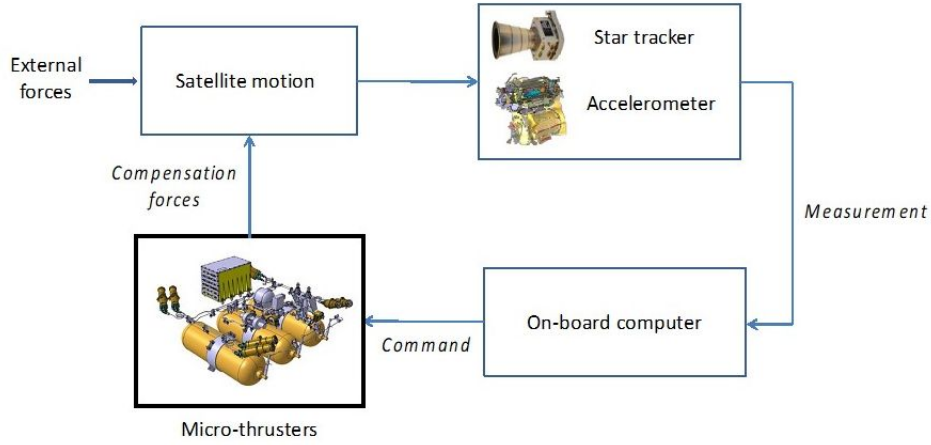 External
forces
Satellite motion
Star tracker
Accelerometer
Compensation
forces
Measurement
On-board computer
Command
Micro-thrusters